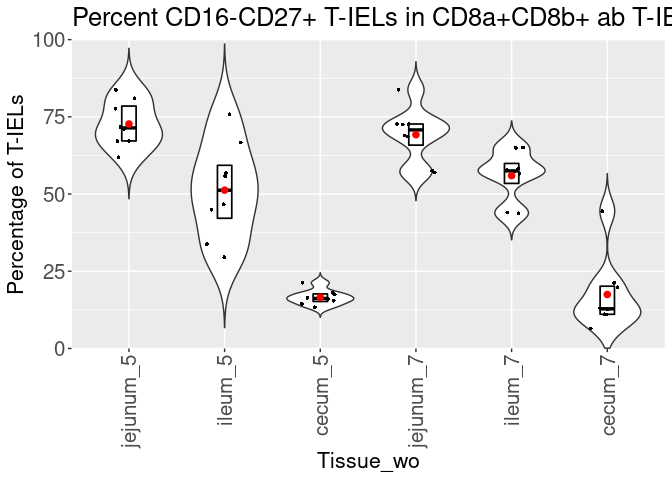 Percent CD16-CD27+ T-IELs in CD8a+CD8b+ ab T-IE
Percentage of T-IELs
100
75
50
25
0
jejunum_5
ileum_5
cecum_5
jejunum_7
ileum_7
cecum_7
Tissue_wo